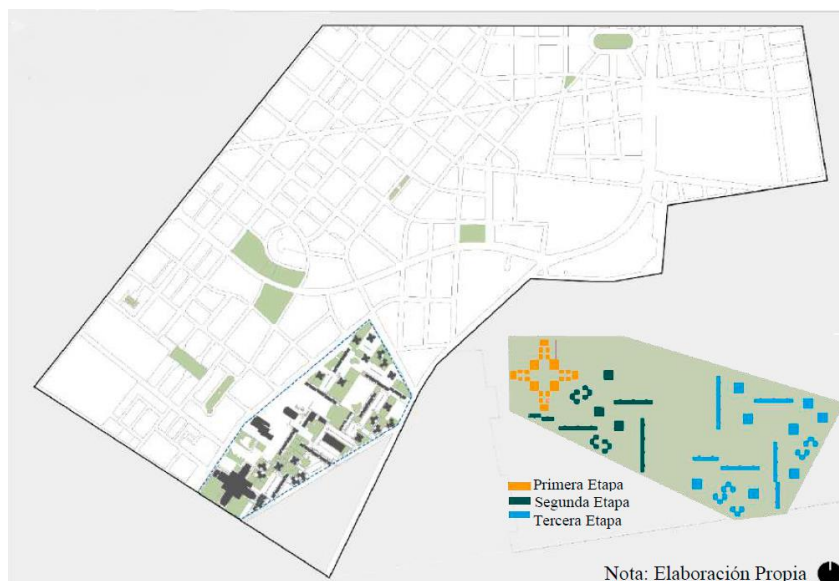 Primera Etapa
Segunda Etapa
Tercera Etapa
Nota: Elaboración Propia